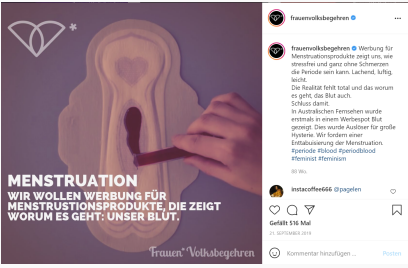 *
MENSTRUATION
WIR WOLLEN WERBUNG FÜR
MENSTRUSTIONSPRODUKTE, DIE ZEIGT
WORUM ES GEHT: UNSER BLUT.
Frauen* Volksbegehren
frauenvolksbegehren
frauenvolksbegehren Werbung für
Menstruationsprodukte zeigt uns, wie
stressfrei und ganz ohne Schmerzen
die Periode sein kann. Lachend, luftig,
leicht.
Die Realität fehlt total und das worum
es geht, das Blut auch.
Schluss damit.
In Australischen Fernsehen wurde
erstmals in einem Werbespot Blut
gezeigt. Dies wurde Auslöser für große
Hysterie. Wir fordern einer
Enttabuisierung der Menstruation.
#periode #blood #periodblood
#feminist #feminism
instacoffee666 @pagelen
Gefällt 516 Mal
21. SEPTEMBER 2019
Kommentar hinzufügen ...
Posten